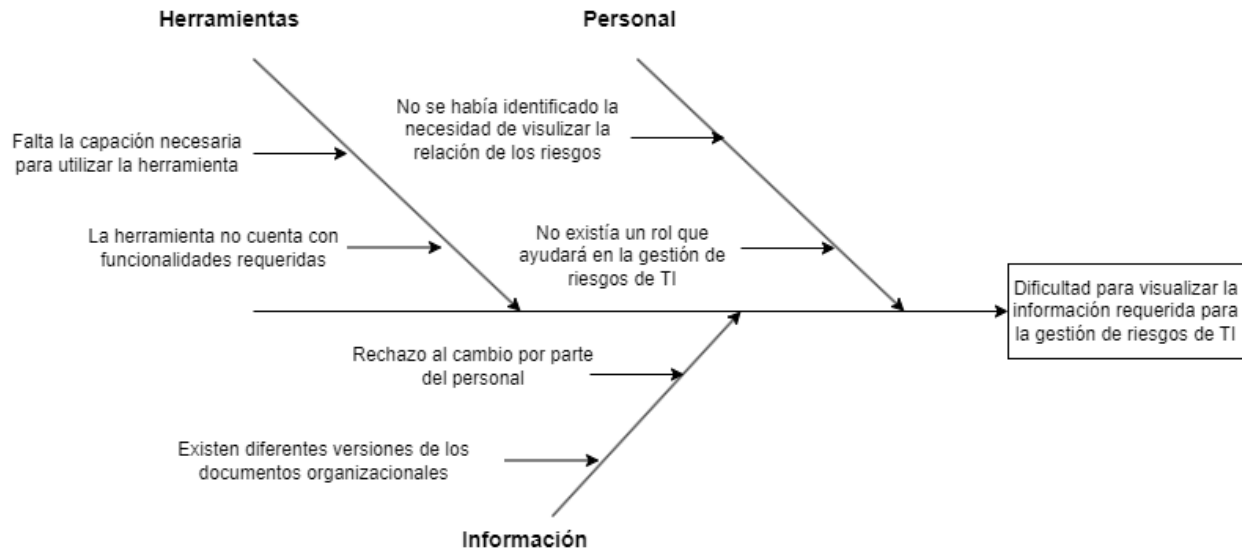 Herramientas
Personal
No se había identificado la
necesidad de visulizar la
relación de los riesgos
Falta la capación necesaria
para utilizar la herramienta
La herramienta no cuenta con
funcionalidades requeridas
No existía un rol que
ayudará en la gestión de
riesgos de TI
Dificultad para visualizar la
información requerida para
la gestión de riesgos de TI
Rechazo al cambio por parte
del personal
Existen diferentes versiones de los
documentos organizacionales
Información